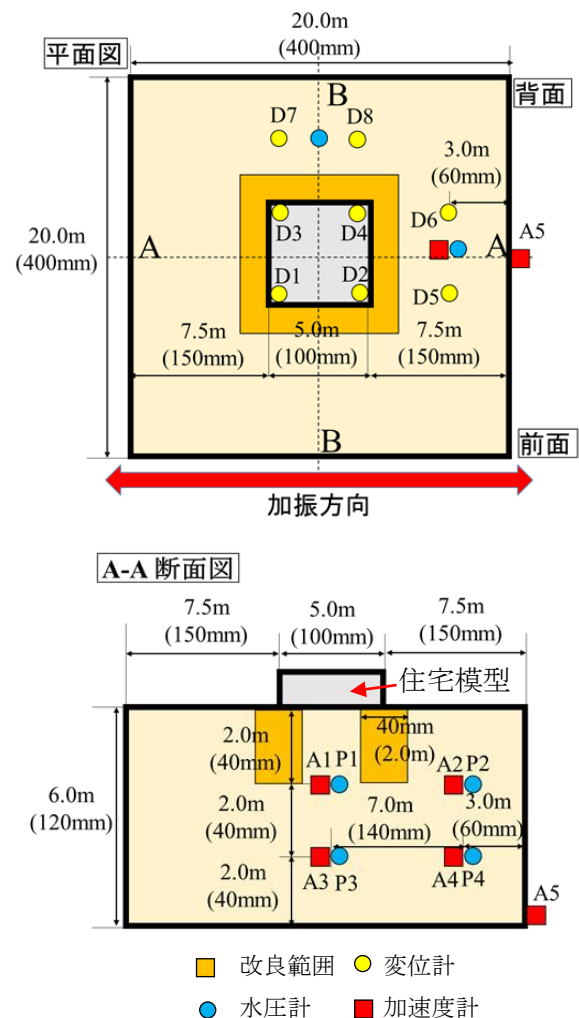 平面図
20.0m
(400mm)
B
背面
D7
D8
3.0m
(60mm)
20.0m
(400mm)
A
D3
D4
D6
A
A5
D1
D2
D5
7.5m
(150mm)
5.0m
(100mm)
7.5m
(150mm)
B
前面
加振方向
A-A 断面図
7.5m
(150mm)
5.0m
(100mm)
7.5m
(150mm)
住宅模型
2.0m
(40mm)
40mm
(2.0m)
A1 P1
A2 P2
6.0m
(120mm)
2.0m
(40mm)
7.0m
(140mm)
3.0m
(60mm)
2.0m
(40mm)
A3 P3
A4 P4
A5
改良範囲 変位計
水圧計 加速度計